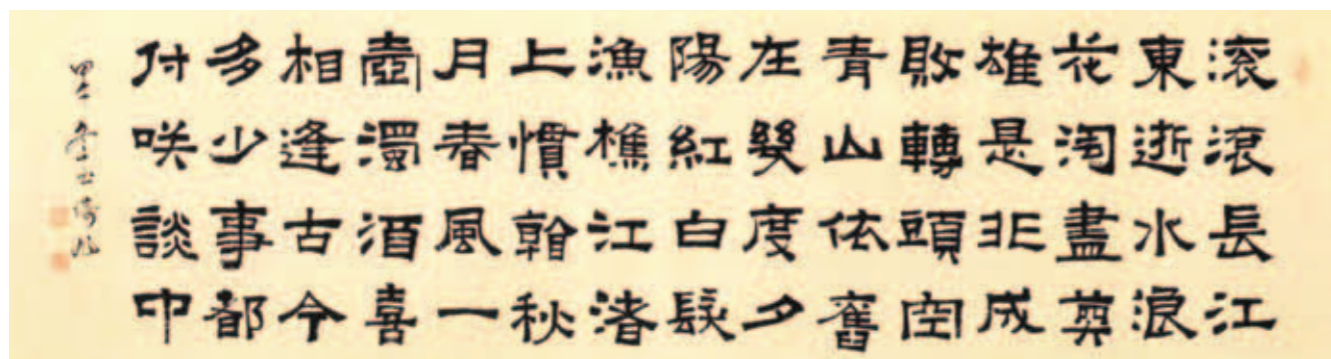 滾滾長江
東逝水浪
花淘盡英
雄是非成
敗轉頭空
青山依舊
在幾度夕
陽紅白髮
漁樵江渚
上慣看秋
月春風一
壺濁酒喜
相逢古今
多少事都
付咲談中